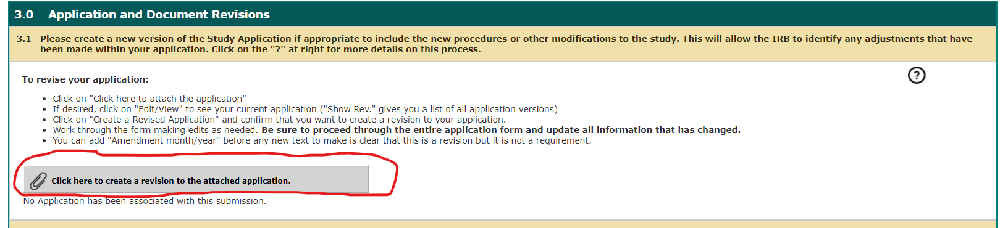 3.0 Application and Document Revisions
3.1 Please create a new version of the Study Application if appropriate to include the new procedures or other modifications to the study. This will allow the IRB to identify any adjustments that have
been made within your application. Click on the "?" at right for more details on this process.
?
To revise your application:
• Click on "Click here to attach the application"
• If desired, click on "Edit/View" to see your current application ("Show Rev." gives you a list of all application versions)
• Click on "Create a Revised Application" and confirm that you want to create a revision to your application.
• Work through the form making edits as needed. Be sure to proceed through the entire application form and update all information that has changed.
• You can add "Amendment month/year" before any new text to make is clear that this is a revision but it is not a requirement.
Click here to create a revision to the attached application.
No Application has been associated with this submission.